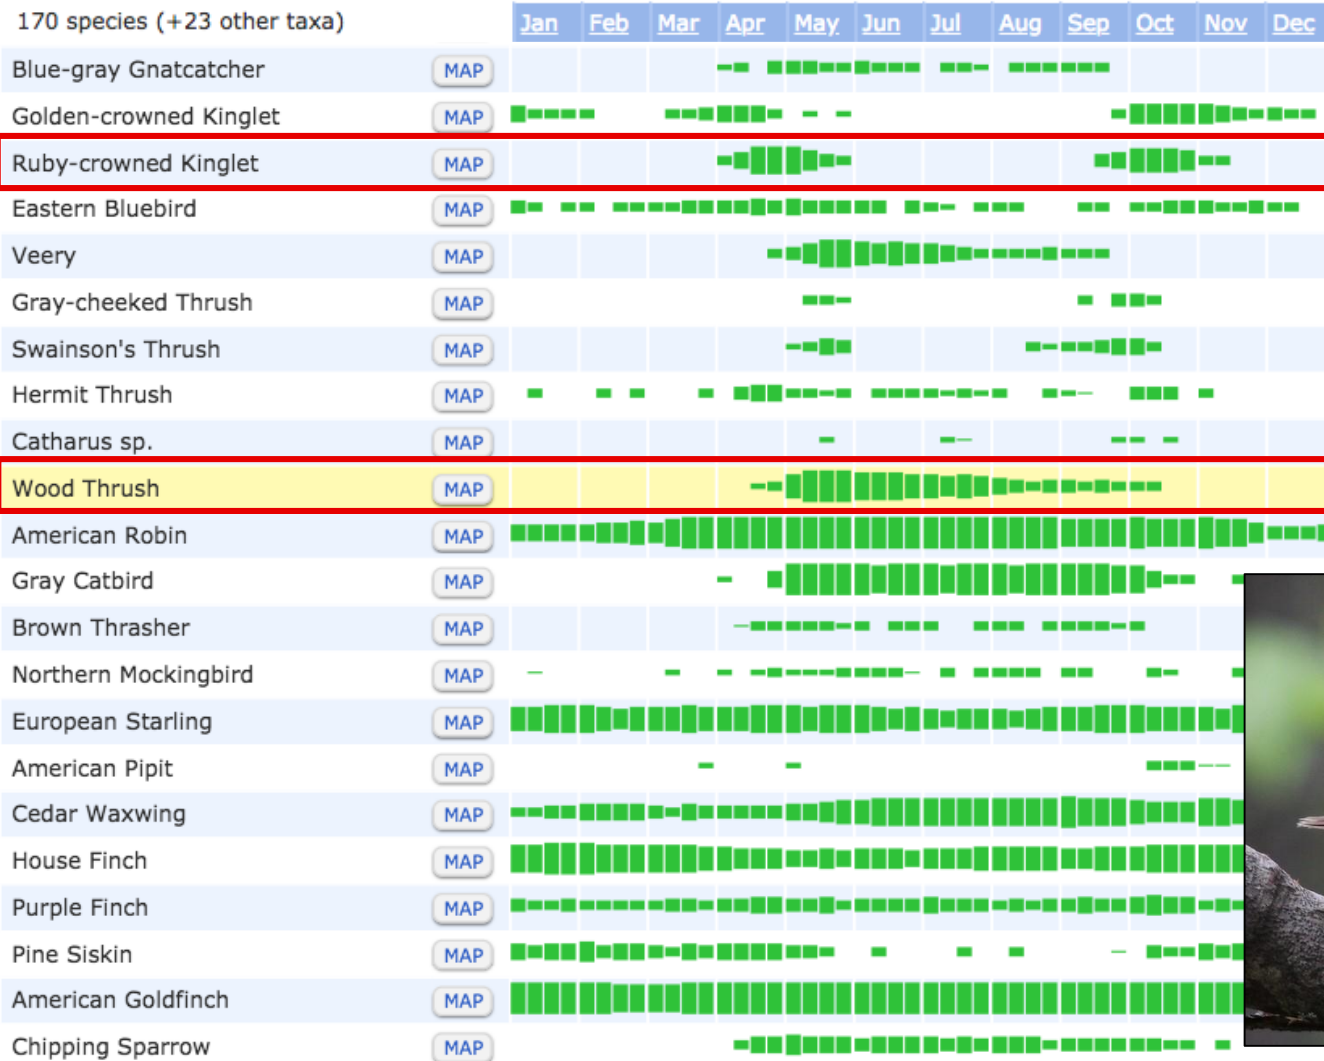 170 species (+23 other taxa) Jan Feb Mar Apr May Jun Jul Aug Sep Oct Nov Dec
Blue-gray Gnatcatcher MAP
Golden-crowned Kinglet MAP
Ruby-crowned Kinglet MAP
Eastern Bluebird MAP
Veery MAP
Gray-cheeked Thrush MAP
Swainson's Thrush MAP
Hermit Thrush MAP
Catharus sp. MAP
Wood Thrush MAP
American Robin MAP
Gray Catbird MAP
Brown Thrasher MAP
Northern Mockingbird MAP
European Starling MAP
American Pipit MAP
Cedar Waxwing MAP
House Finch MAP
Purple Finch MAP
Pine Siskin MAP
American Goldfinch MAP
Chipping Sparrow MAP